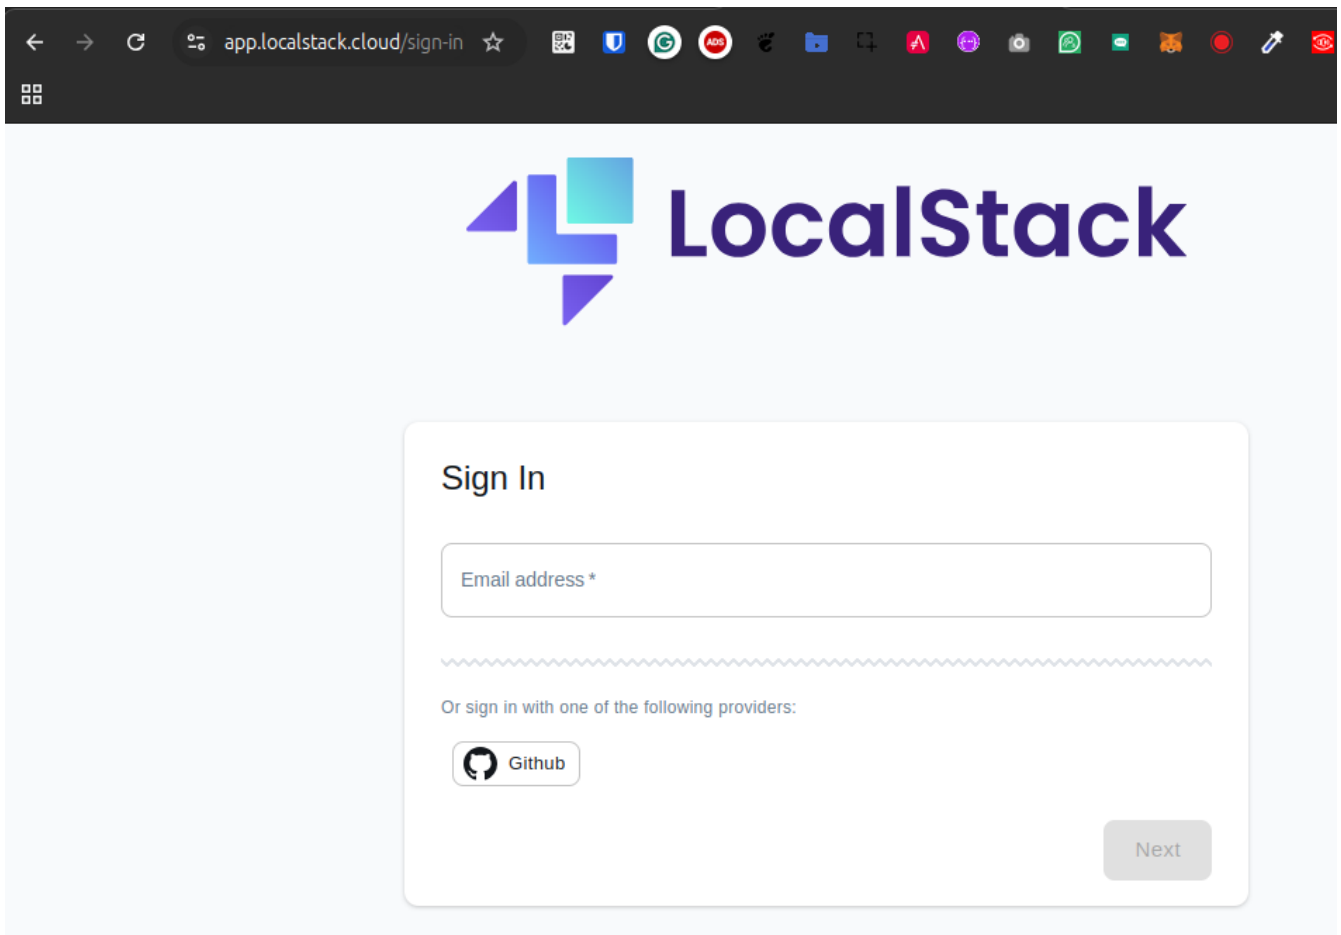 app.localstack.cloud/sign-in
ADS
LocalStack
Sign In
Email address *
Or sign in with one of the following providers:
Github
Next